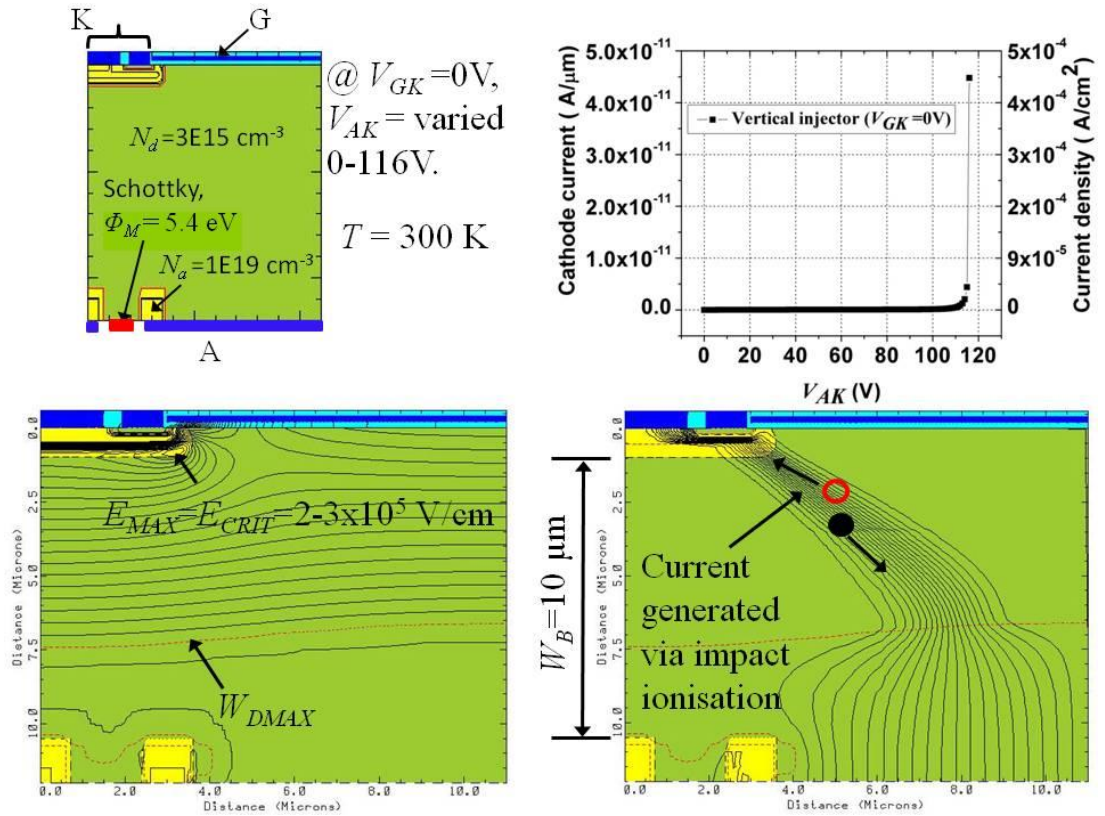 K
G
@ V_GK =0V,
V_AK = varied
0-116V.
T = 300 K
N_d =3E15 cm-3
Schottky,
Φ_M = 5.4 eV
N_a =1E19 cm-3
A
5.0x10-11
4.0x10-11
3.0x10-11
2.0x10-11
1.0x10-11
0.0
Cathode current ( A/μm)
Vertical injector (V_GK =0V)
5x10-4
4x10-4
3x10-4
2x10-4
9x10-5
0
Current density ( A/cm2)
0 20 40 60 80 100 120
V_AK (V)
0.0
2.5
5.0
7.5
10.0
Distance (Microns)
E_MAX=E_CRIT=2-3x105 V/cm
W_DMAX
0.0 2.0 4.0 6.0 8.0 10.0
Distance (Microns)
W_B=10 μm
0.0
2.5
5.0
7.5
10.0
Distance (Microns)
Current
generated
via impact
ionisation
0.0 2.0 4.0 6.0 8.0 10.0
Distance (Microns)